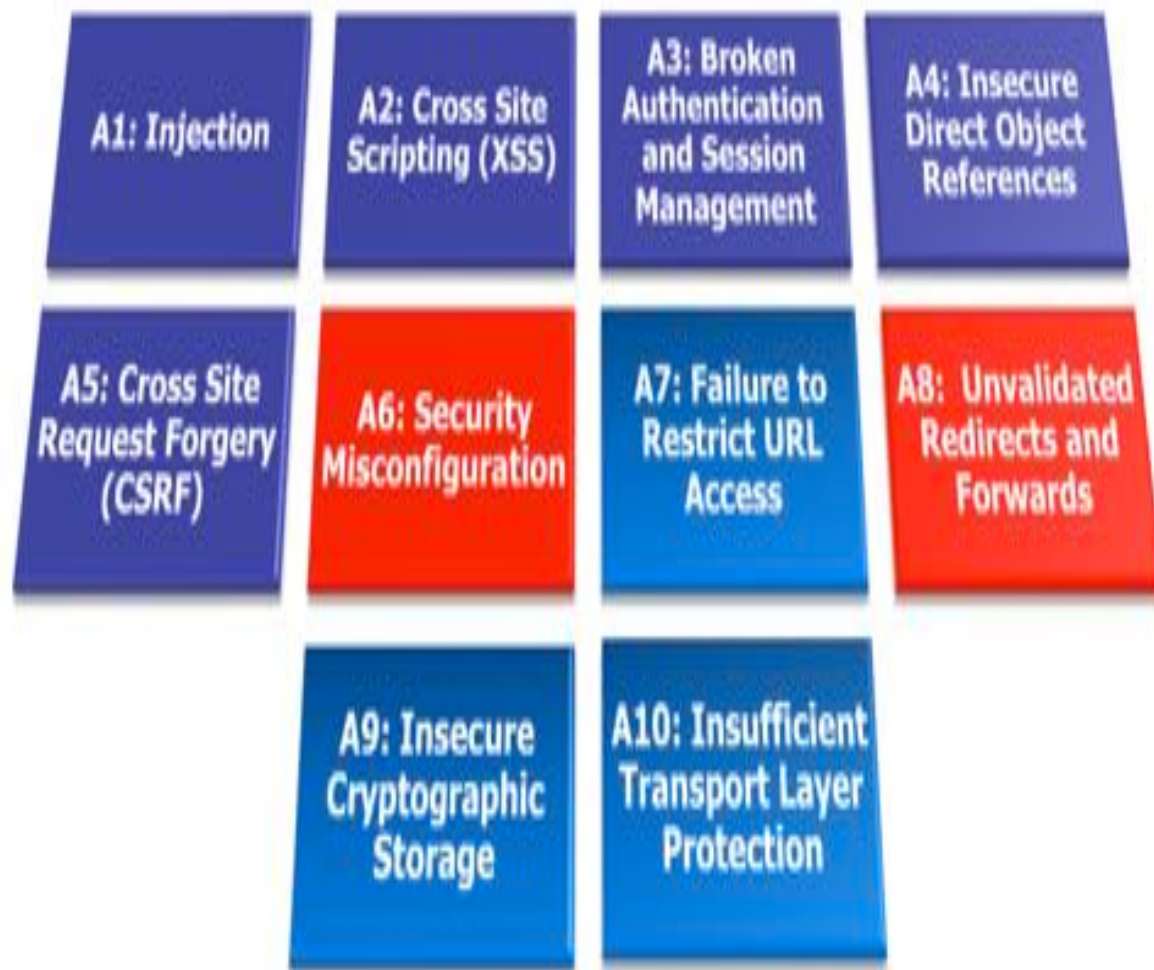 A1: Injection
A2: Cross Site
Scripting (XSS)
A3: Broken
Authentication
and Session
Management
A4: Insecure
Direct Object
References
A5: Cross Site
Request Forgery
(CSRF)
A6: Security
Misconfiguration
A7: Failure to
Restrict URL
Access
A8: Unvalidated
Redirects and
Forwards
A9: Insecure
Cryptographic
Storage
A10: Insufficient
Transport Layer
Protection